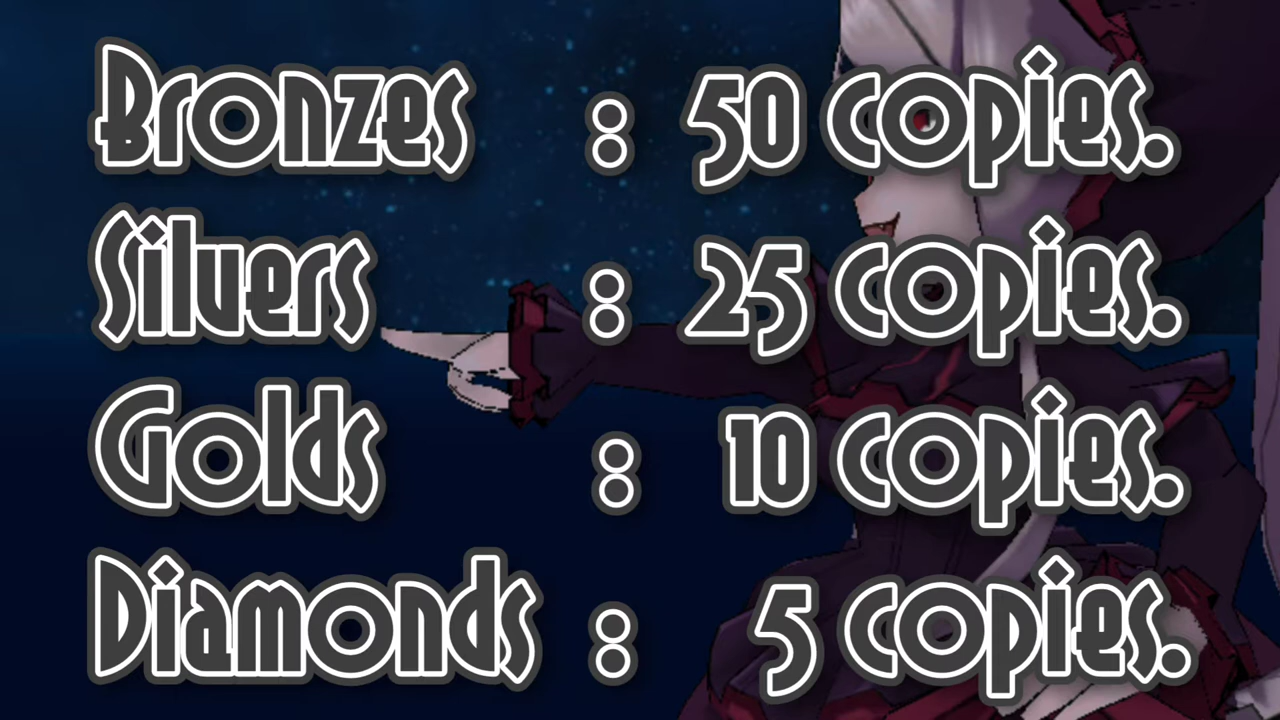 Bronzes : 50 copies.
Silvers : 25 copies.
Golds : 10 copies.
Diamonds : 5 copies.